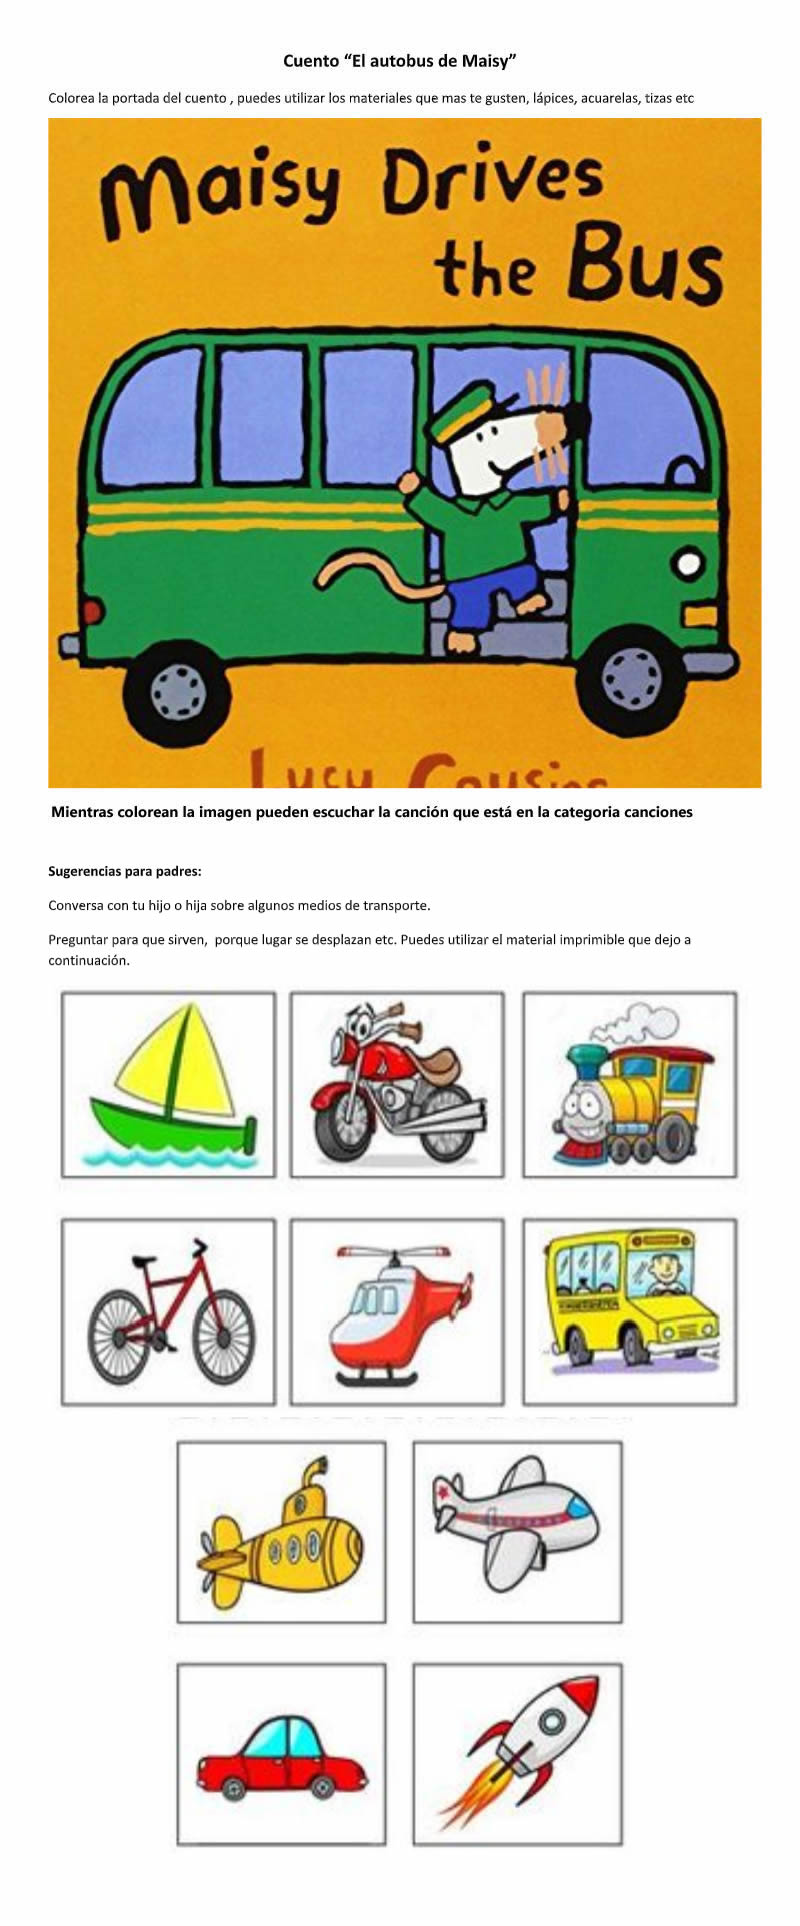 Cuento “El autobus de Maisy”
Colorea la portada del cuento , puedes utilizar los materiales que mas te gusten, lápices, acuarelas, tizas etc
Maisy Drives
the Bus
Lucy Cousins
Mientras colorean la imagen pueden escuchar la canción que está en la categoria canciones
Sugerencias para padres:
Conversa con tu hijo o hija sobre algunos medios de transporte.
Preguntar para que sirven,  porque lugar se desplazan etc. Puedes utilizar el material imprimible que dejo a
continuación.